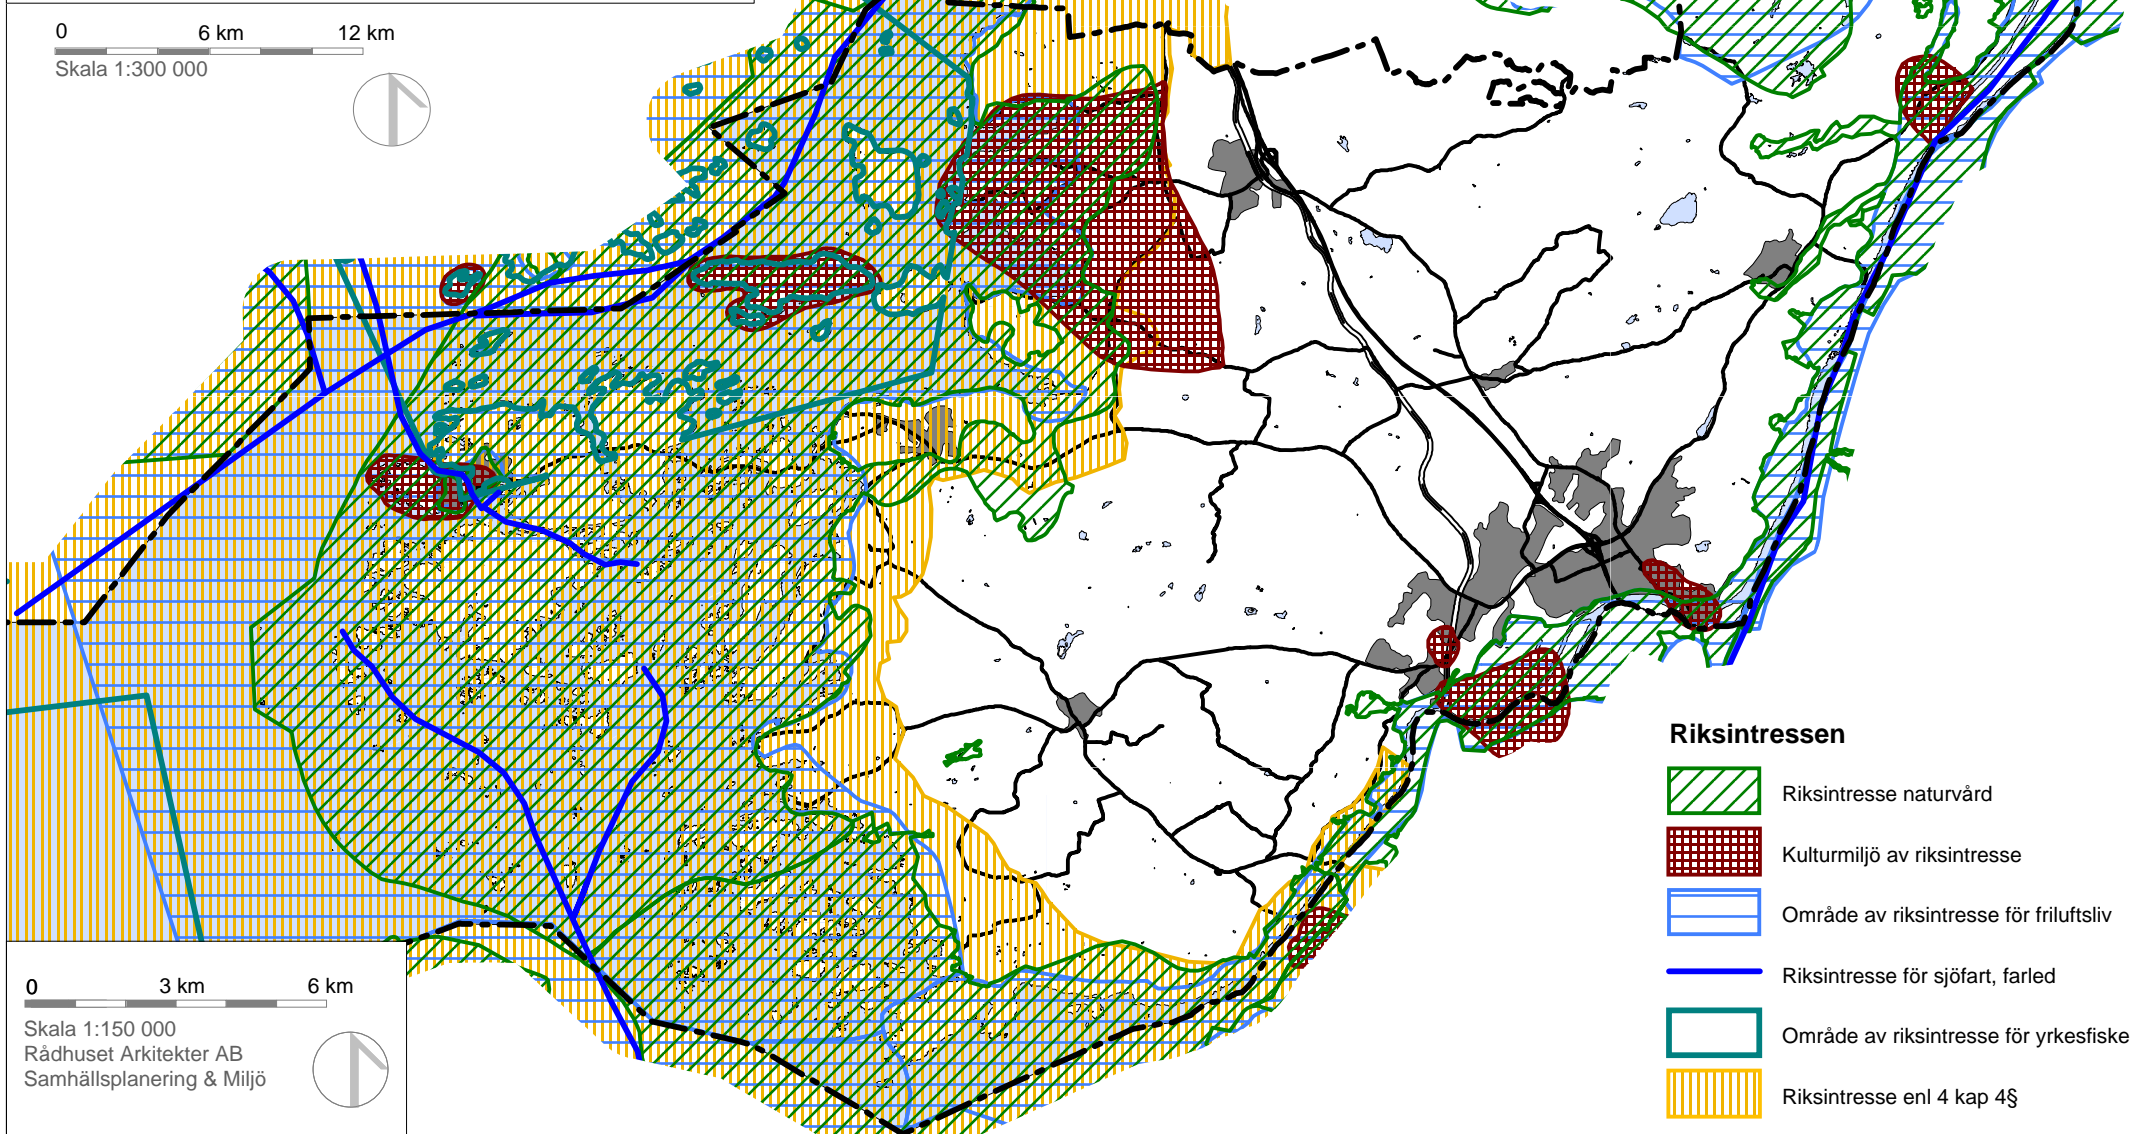 0 6 km 12 km
Skala 1:300 000
Riksintressen
Riksintresse naturvård
Kulturmiljö av riksintresse
Område av riksintresse för friluftsliv
Riksintresse för sjöfart, farled
Område av riksintresse för yrkesfiske
Riksintresse enl 4 kap 4§
0 3 km 6 km
Skala 1:150 000
Rådhuset Arkitekter AB
Samhällsplanering & Miljö